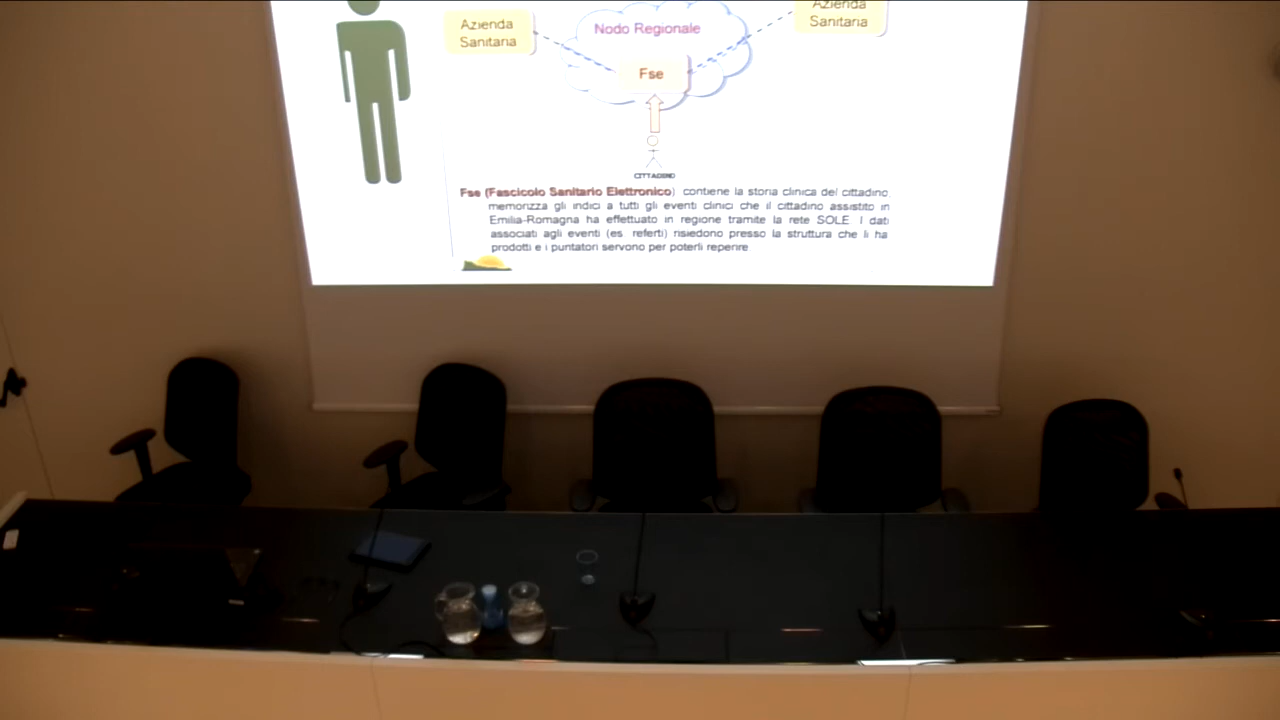 Azienda
Sanitaria
Nodo Regionale
Azienda
Sanitaria
Fse
CITTADINO
Fse (Fascicolo Sanitario Elettronico) contiene la storia clinica del cittadino,
memorizza gli indici a tutti gli eventi clinici che il cittadino assistito in
Emilia-Romagna ha effettuato in regione tramite la rete SOLE. I dati
associati agli eventi (es. referti) risiedono presso la struttura che li ha
prodotti e i puntatori servono per poterli reperire.